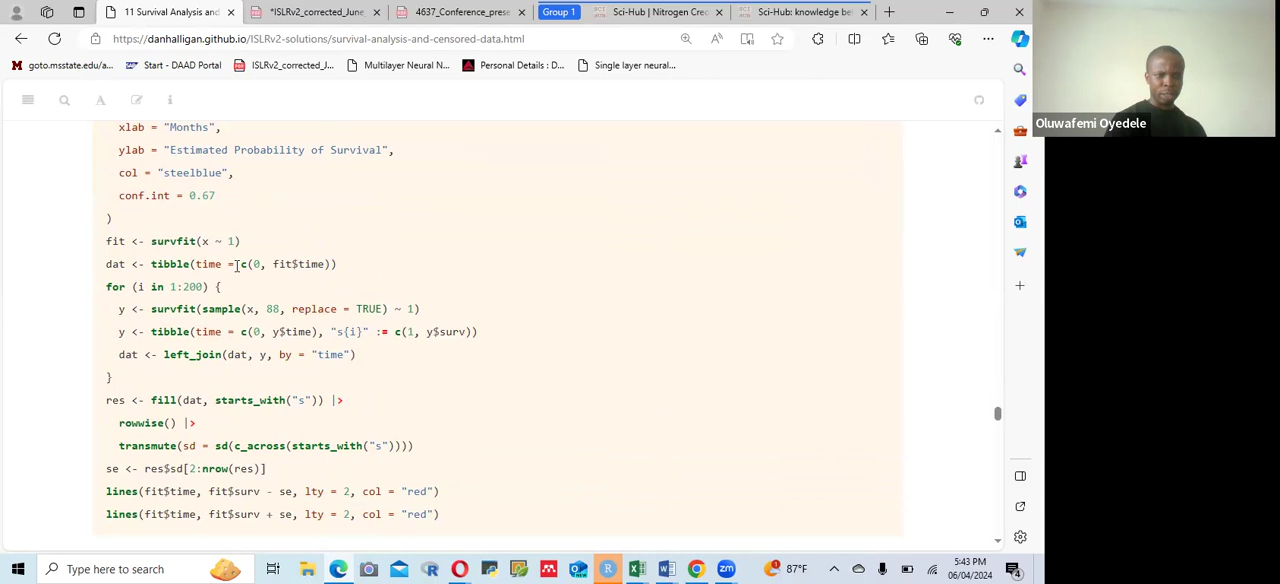 11 Survival Analysis and
*ISLRv2_corrected_June_
4637_Conference_prese
Group 1
Sci-Hub | Nitrogen Cre
Sci-Hub: knowledge be
https://danhalligan.github.io/ISLRv2-solutions/survival-analysis-and-censored-data.html
goto.msstate.edu/a...
Start - DAAD Portal
ISLRv2_corrected_J...
Multilayer Neural N...
Personal Details : D...
Single layer neural...
Oluwafemi Oyedele
xlab = "Months",
ylab = "Estimated Probability of Survival",
col = "steelblue",
conf.int = 0.67
)
fit <- survfit(x ~ 1)
dat <- tibble(time = c(0, fit$time))
for (i in 1:200) {
y <- survfit(sample(x, 88, replace = TRUE) ~ 1)
y <- tibble(time = c(0, y$time), "s{i}" := c(1, y$surv))
dat <- left_join(dat, y, by = "time")
}
res <- fill(dat, starts_with("s")) |>
rowwise() |>
transmute(sd = sd(c_across(starts_with("s"))))
se <- res$sd[2:nrow(res)]
lines(fit$time, fit$surv - se, lty = 2, col = "red")
lines(fit$time, fit$surv + se, lty = 2, col = "red")
Type here to search
87°F
5:43 PM
06/04/2024